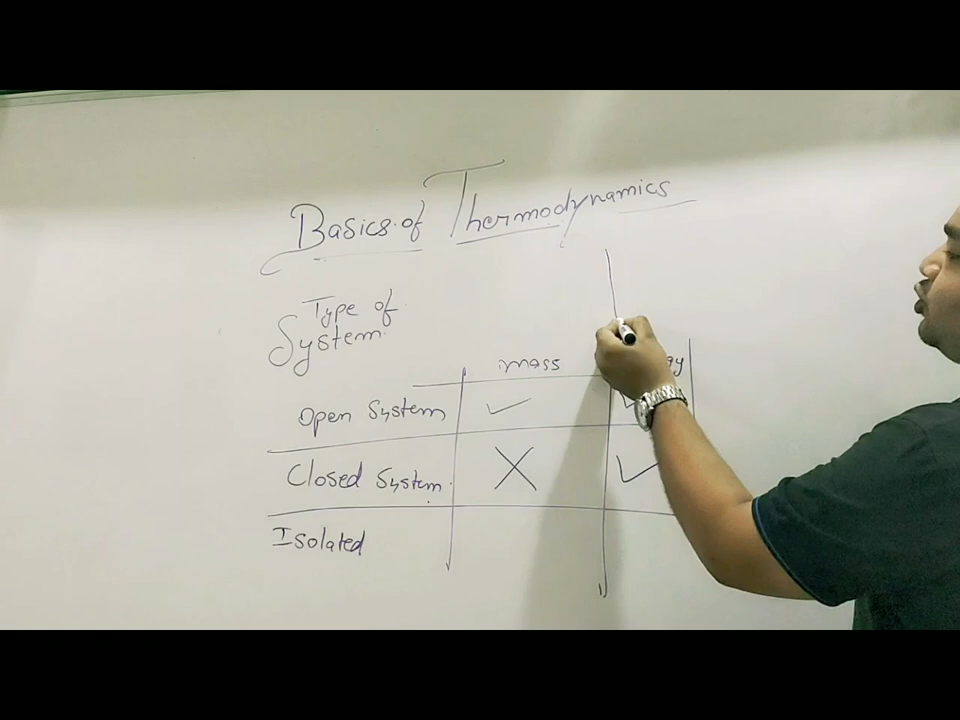 Basics of Thermodynamics
Type of
System
mass
Open System ✓
Closed System X ✓
Isolated